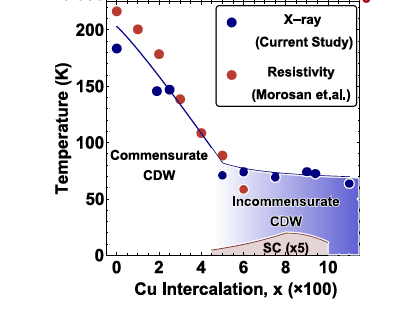 X–ray
(Current Study)
Resistivity
(Morosan et.al.)
200
150
100
50
0
Temperature (K)
Commensurate
CDW
Incommensurate
CDW
SC (x5)
0 2 4 6 8 10
Cu Intercalation, x (×100)